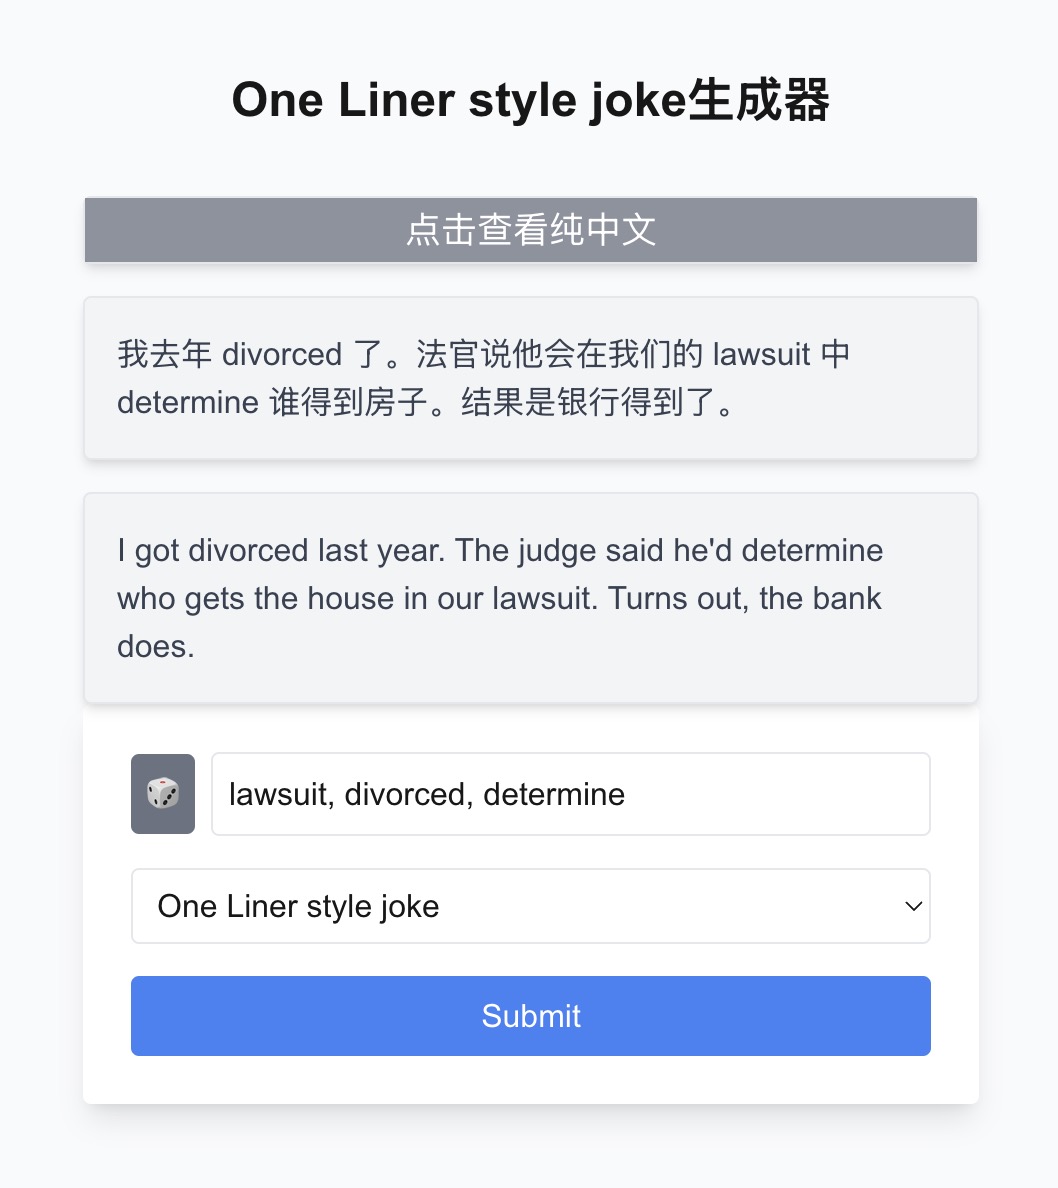 One Liner style joke生成器
点击查看纯中文
我去年 divorced 了。法官说他会在我们的 lawsuit 中
determine 谁得到房子。结果是银行得到了。
I got divorced last year. The judge said he'd determine
who gets the house in our lawsuit. Turns out, the bank
does.
lawsuit, divorced, determine
One Liner style joke
Submit